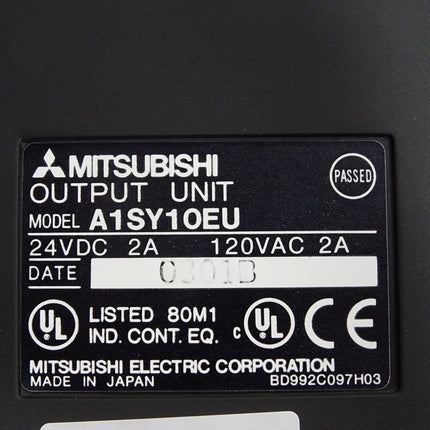 MITSUBISHI
PASSED
OUTPUT UNIT
MODEL A1SY10EU
24VDC 2A 120VAC 2A
DATE 0301B
UL LISTED 80M1 c UL CE
IND. CONT. EQ.
MITSUBISHI ELECTRIC CORPORATION
MADE IN JAPAN BD992C097H03